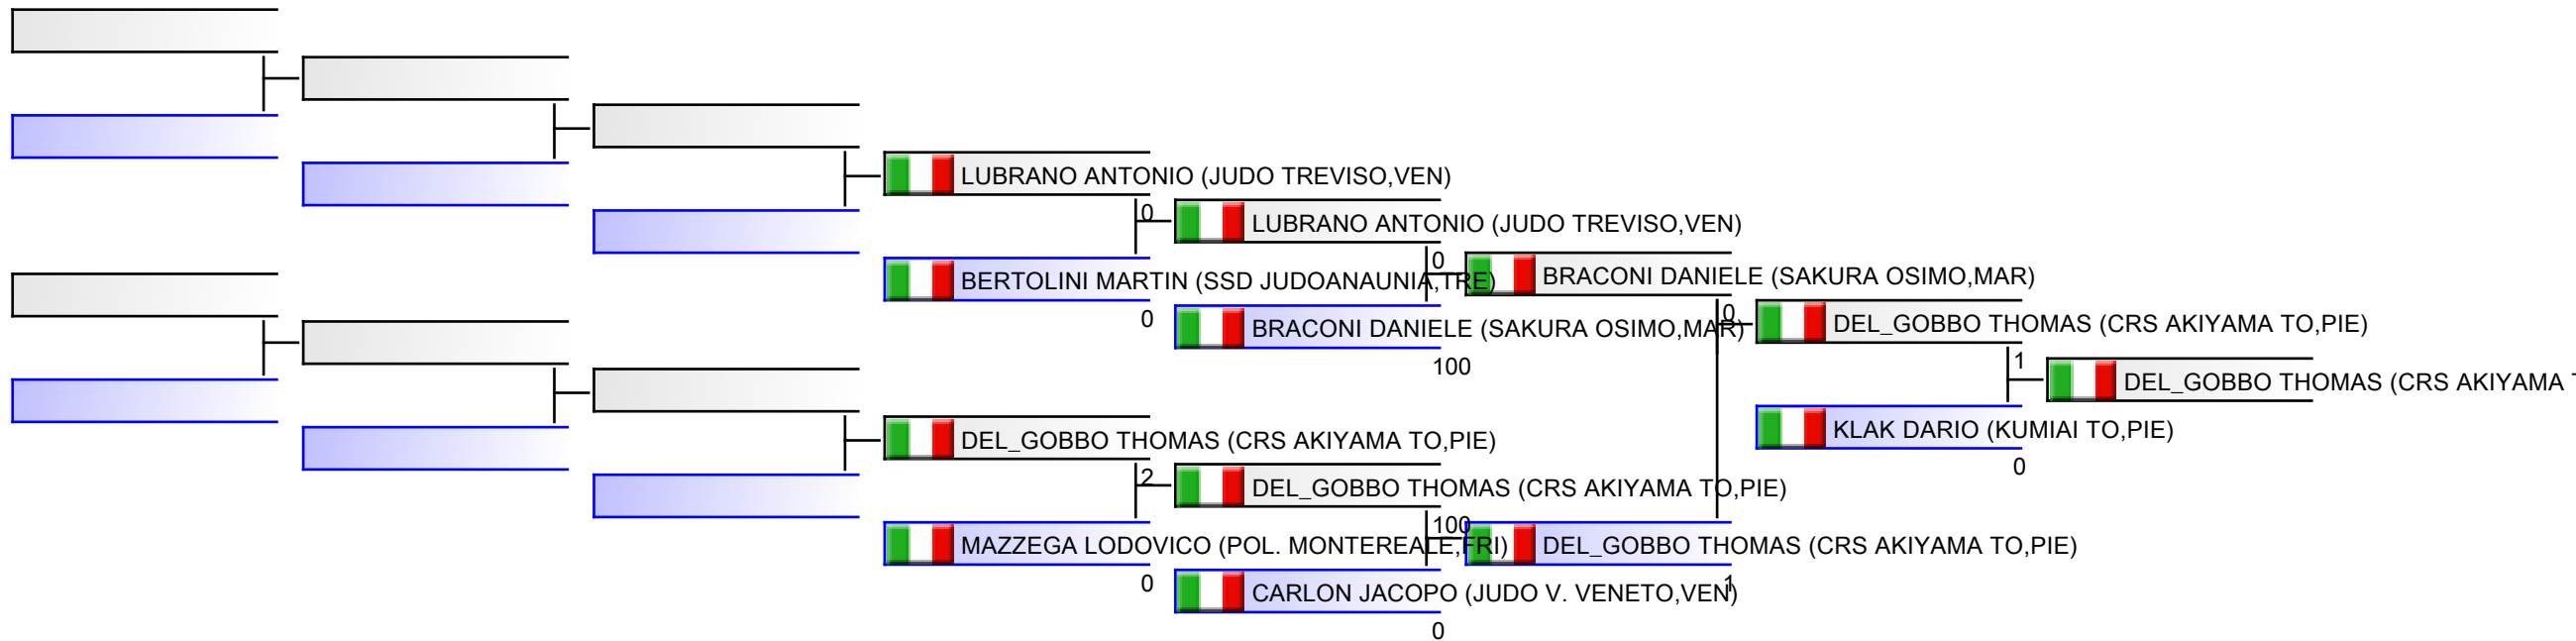 LUBRANO ANTONIO (JUDO TREVISO,VEN)
0
LUBRANO ANTONIO (JUDO TREVISO,VEN)
0
BERTOLINI MARTIN (SSD JUDOANAUNIA,TRE)
BRACONI DANIELE (SAKURA OSIMO,MAR)
0
0
BRACONI DANIELE (SAKURA OSIMO,MAR)
DEL_GOBBO THOMAS (CRS AKIYAMA TO,PIE)
100
1
DEL_GOBBO THOMAS (CRS AKIYAMA
KLAK DARIO (KUMIAI TO,PIE)
0
DEL_GOBBO THOMAS (CRS AKIYAMA TO,PIE)
2
DEL_GOBBO THOMAS (CRS AKIYAMA TO,PIE)
100
MAZZEGA LODOVICO (POL. MONTEREALE,FRI)
DEL_GOBBO THOMAS (CRS AKIYAMA TO,PIE)
0
1
CARLON JACOPO (JUDO V. VENETO,VEN)
0